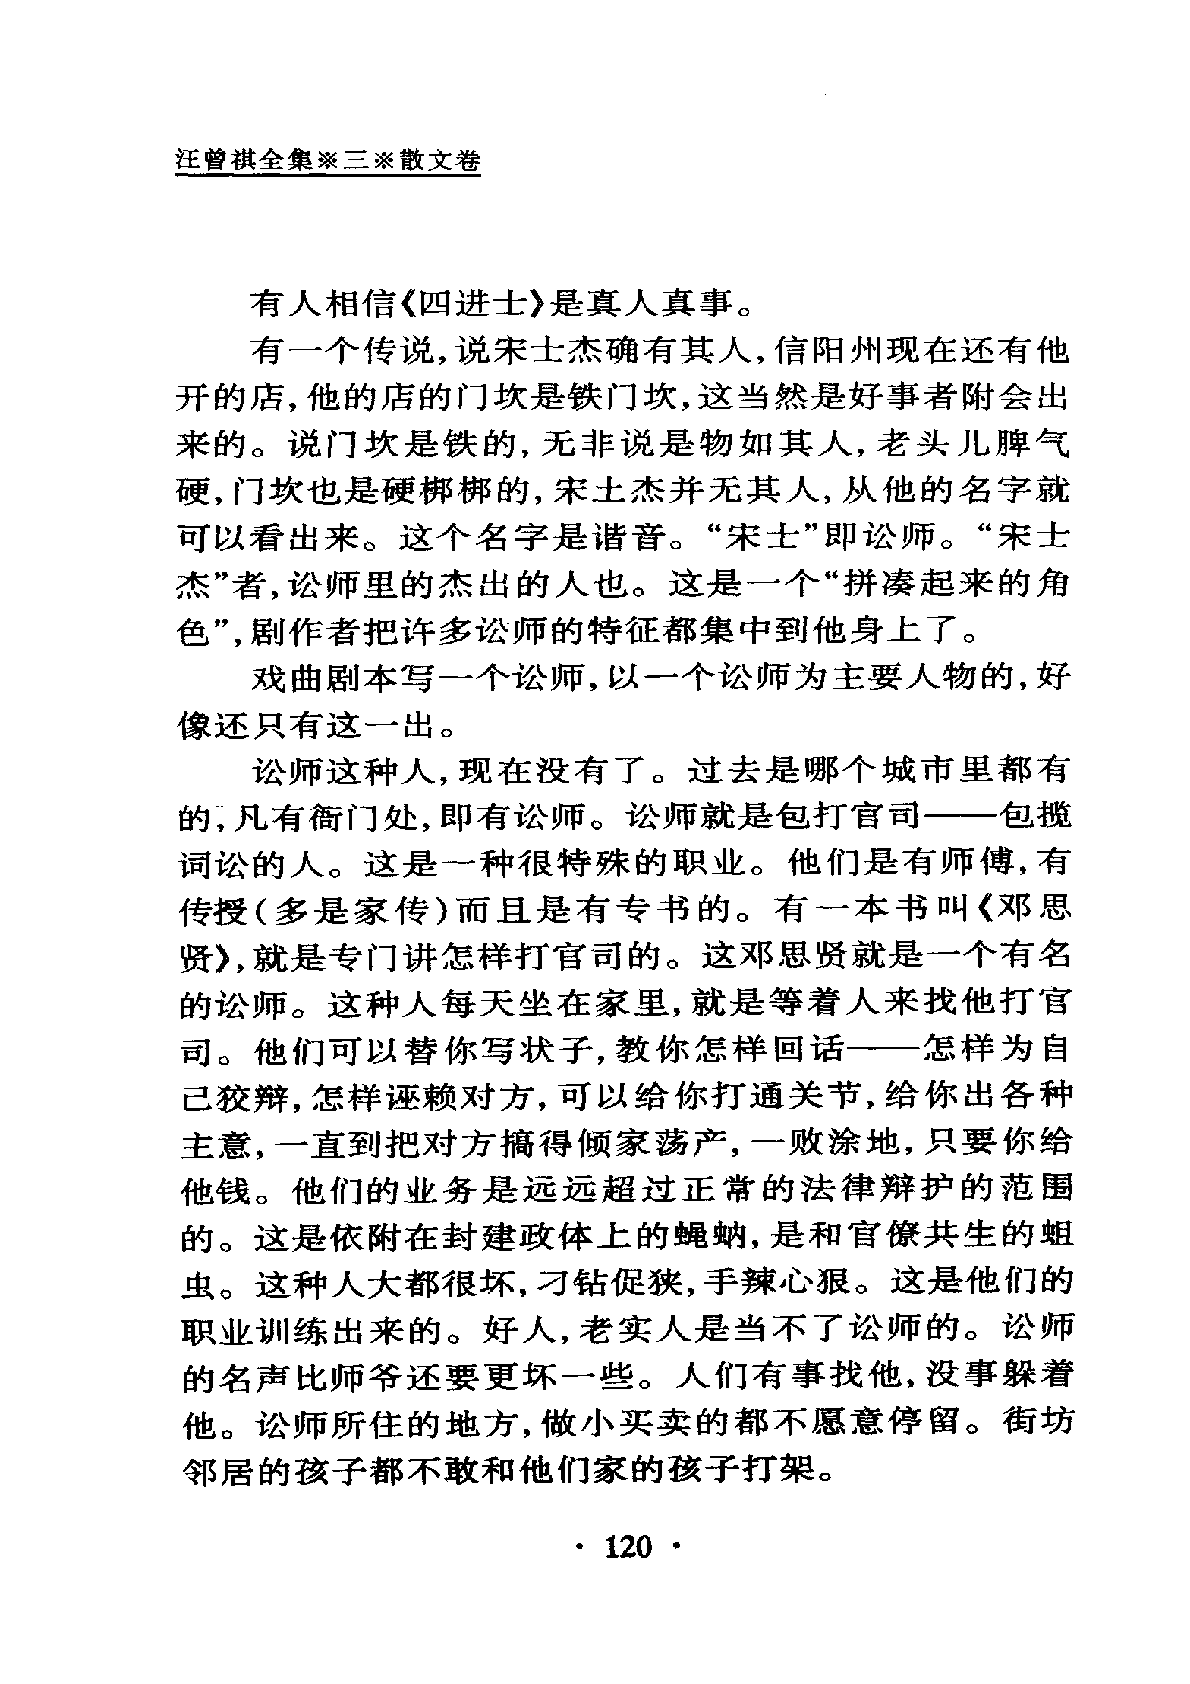 汪曾祺全集※三※散文卷
有人相信《四进士》是真人真事。
有一个传说,说宋士杰确有其人,信阳州现在还有他
开的店,他的店的门坎是铁门坎,这当然是好事者附会出
来的。说门坎是铁的,无非说是物如其人,老头儿脾气
硬,门坎也是硬梆梆的,宋士杰并无其人,从他的名字就
可以看出来。这个名字是谐音。“宋士”即讼师。“宋士
杰”者,讼师里的杰出的人也。这是一个“拼凑起来的角
色”,剧作者把许多讼师的特征都集中到他身上了。
戏曲剧本写一个讼师,以一个讼师为主要人物的,好
像还只有这一出。
讼师这种人,现在没有了。过去是哪个城市里都有
的,凡有衙门处,即有讼师。讼师就是包打官司——包揽
词讼的人。这是一种很特殊的职业。他们是有师傅,有
传授(多是家传)而且是有专书的。有一本书叫《邓思
贤》,就是专门讲怎样打官司的。这邓思贤就是一个有名
的讼师。这种人每天坐在家里,就是等着人来找他打官
司。他们可以替你写状子,教你怎样回话——怎样为自
己狡辩,怎样诬赖对方,可以给你打通关节,给你出各种
主意,一直到把对方搞得倾家荡产,一败涂地,只要你给
他钱。他们的业务是远远超过正常的法律辩护的范围
的。这是依附在封建政体上的蝇蚋,是和官僚共生的蛆
虫。这种人大都很坏,刁钻促狭,手辣心狠。这是他们的
职业训练出来的。好人,老实人是当不了讼师的。讼师
的名声比师爷还要更坏一些。人们有事找他,没事躲着
他。讼师所住的地方,做小买卖的都不愿意停留。街坊
邻居的孩子都不敢和他们家的孩子打架。
· 120 ·